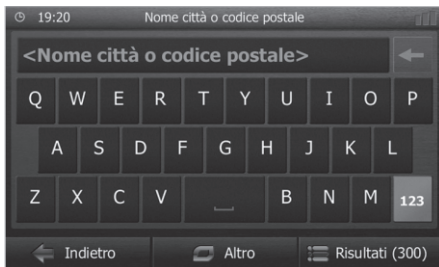 19:20 Nome città o codice postale
<Nome città o codice postale>
Q W E R T Y U I O P
A S D F G H J K L
Z X C V B N M 123
Indietro Altro Risultati (300)